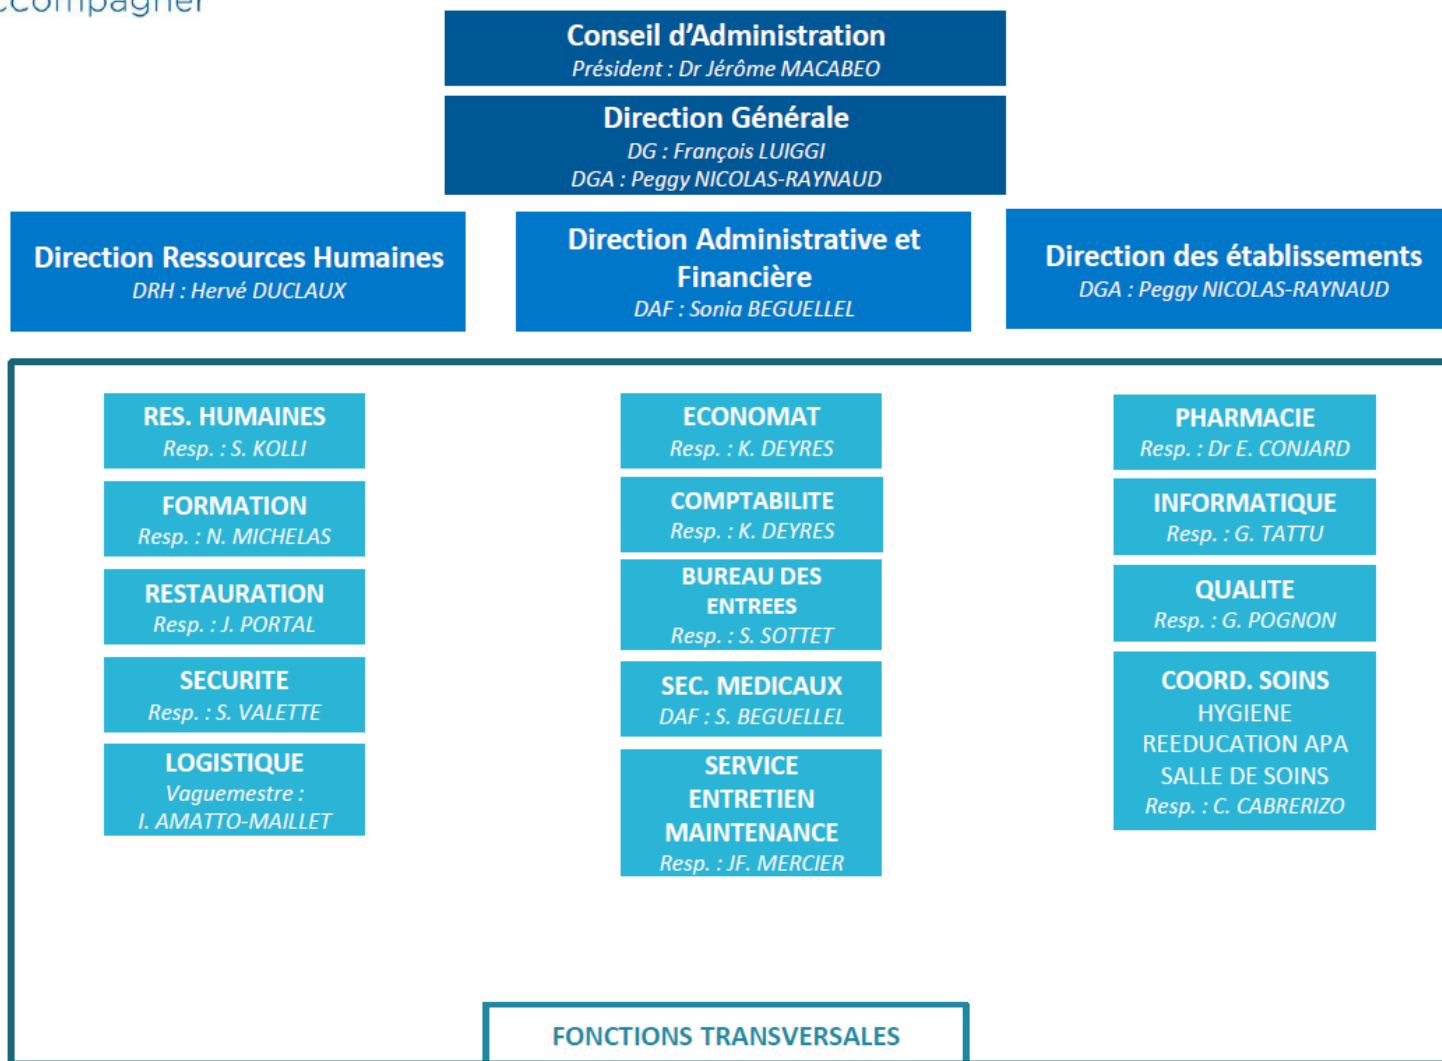 ccompagner
Conseil d'Administration
Président : Dr Jérôme MACABEO
Direction Générale
DG : François LUIGGI
DGA : Peggy NICOLAS-RAYNAUD
Direction Ressources Humaines
DRH : Hervé DUCLAUX
Direction Administrative et
Financière
DAF : Sonia BEGUELLEL
Direction des établissements
DGA : Peggy NICOLAS-RAYNAUD
RES. HUMAINES
Resp. : S. KOLLI
FORMATION
Resp. : N. MICHELAS
RESTAURATION
Resp. : J. PORTAL
SECURITE
Resp. : S. VALETTE
LOGISTIQUE
Vaguemestre :
I. AMATTO-MAILLET
ECONOMAT
Resp. : K. DEYRES
COMPTABILITE
Resp. : K. DEYRES
BUREAU DES
ENTREES
Resp. : S. SOTTET
SEC. MEDICAUX
DAF : S. BEGUELLEL
SERVICE
ENTRETIEN
MAINTENANCE
Resp. : JF. MERCIER
PHARMACIE
Resp. : Dr E. CONJARD
INFORMATIQUE
Resp. : G. TATTU
QUALITE
Resp. : G. POGNON
COORD. SOINS
HYGIENE
REEDUCATION APA
SALLE DE SOINS
Resp. : C. CABRERIZO
FONCTIONS TRANSVERSALES